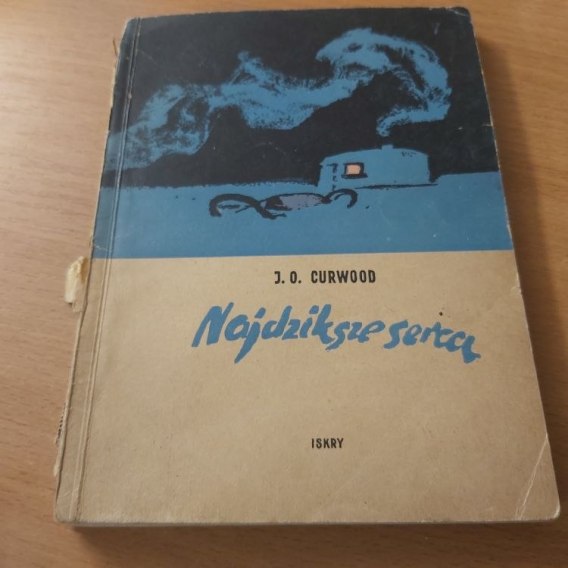 J. O. CURWOOD
Najdziksze serca
ISKRY